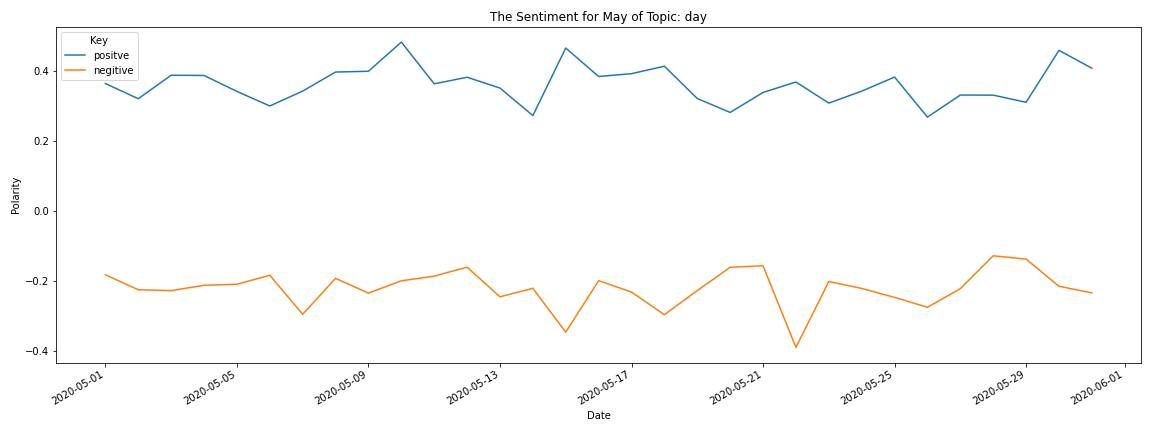 The Sentiment for May of Topic: day
Key
positve
negitive
0.4
0.2
0.0
−0.2
−0.4
Polarity
2020-05-01
2020-05-05
2020-05-09
2020-05-13
2020-05-17
2020-05-21
2020-05-25
2020-05-29
2020-06-01
Date